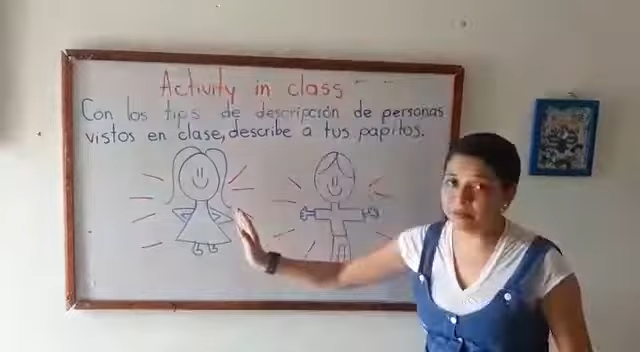 Activity in class
Con los tips de descripción de personas
vistos en clase, describe a tus papitos.